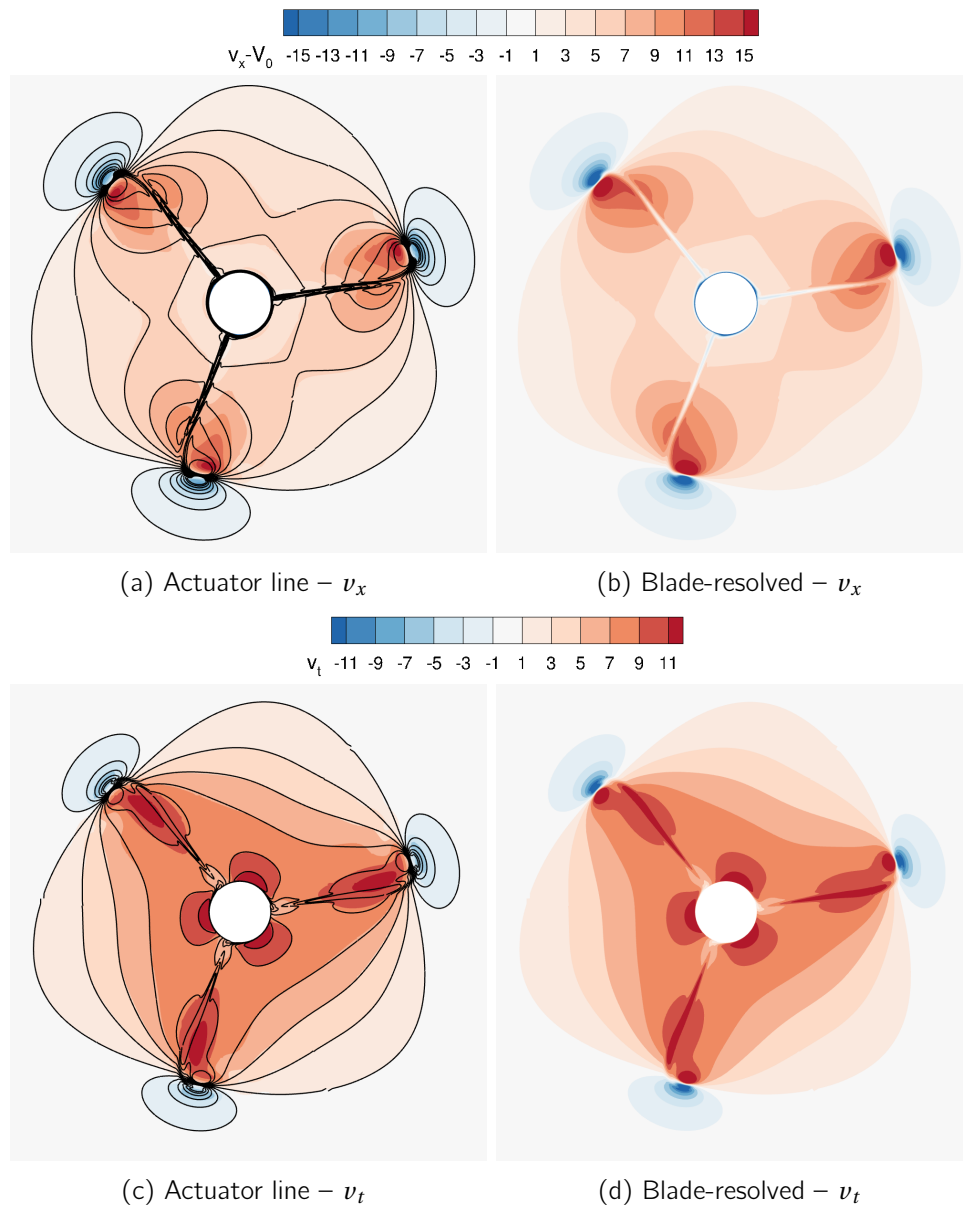 v_x-V_0 -15 -13 -11 -9 -7 -5 -3 -1 1 3 5 7 9 11 13 15
(a) Actuator line – v_x
(b) Blade-resolved – v_x
v_t -11 -9 -7 -5 -3 -1 1 3 5 7 9 11
(c) Actuator line – v_t
(d) Blade-resolved – v_t